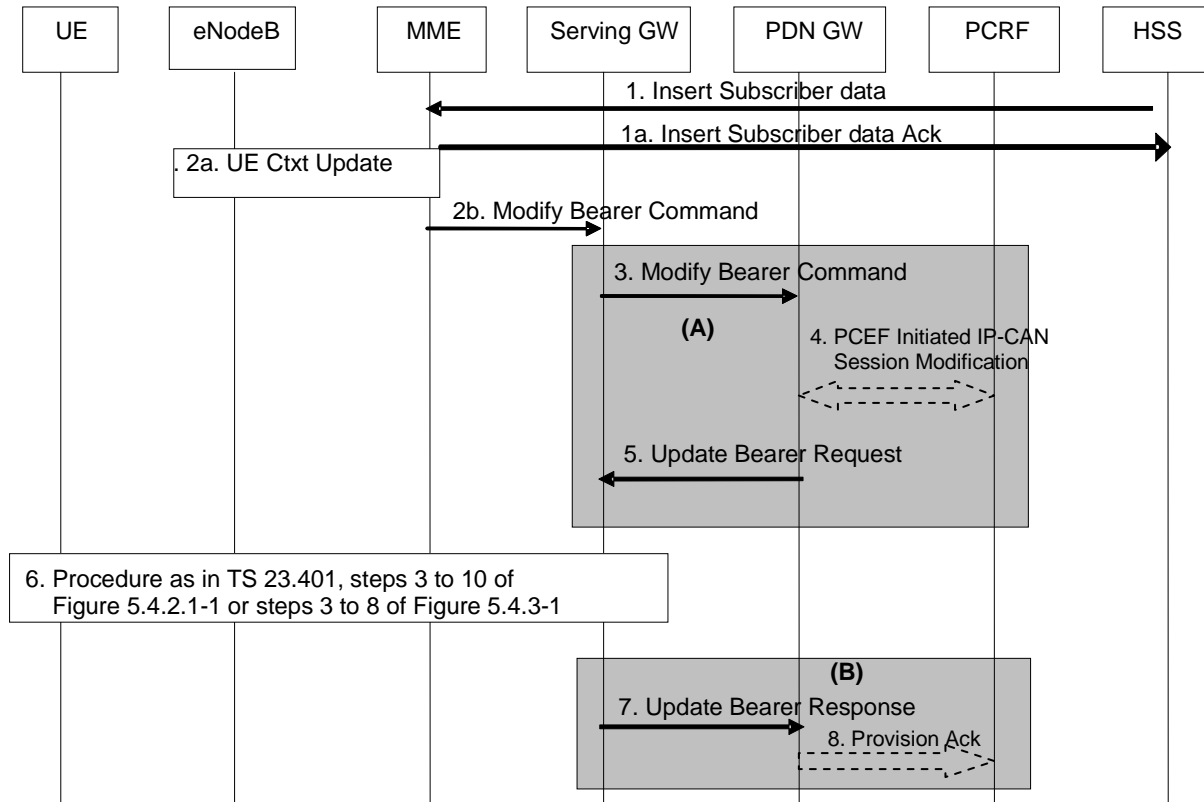 UE
eNodeB
MME
Serving GW
PDN GW
PCRF
HSS
1. Insert Subscriber data
1a. Insert Subscriber data Ack
. 2a. UE Ctxt Update
2b. Modify Bearer Command
3. Modify Bearer Command
(A)
4. PCEF Initiated IP-CAN
Session Modification
5. Update Bearer Request
6. Procedure as in TS 23.401, steps 3 to 10 of
Figure 5.4.2.1-1 or steps 3 to 8 of Figure 5.4.3-1
(B)
7. Update Bearer Response
8. Provision Ack